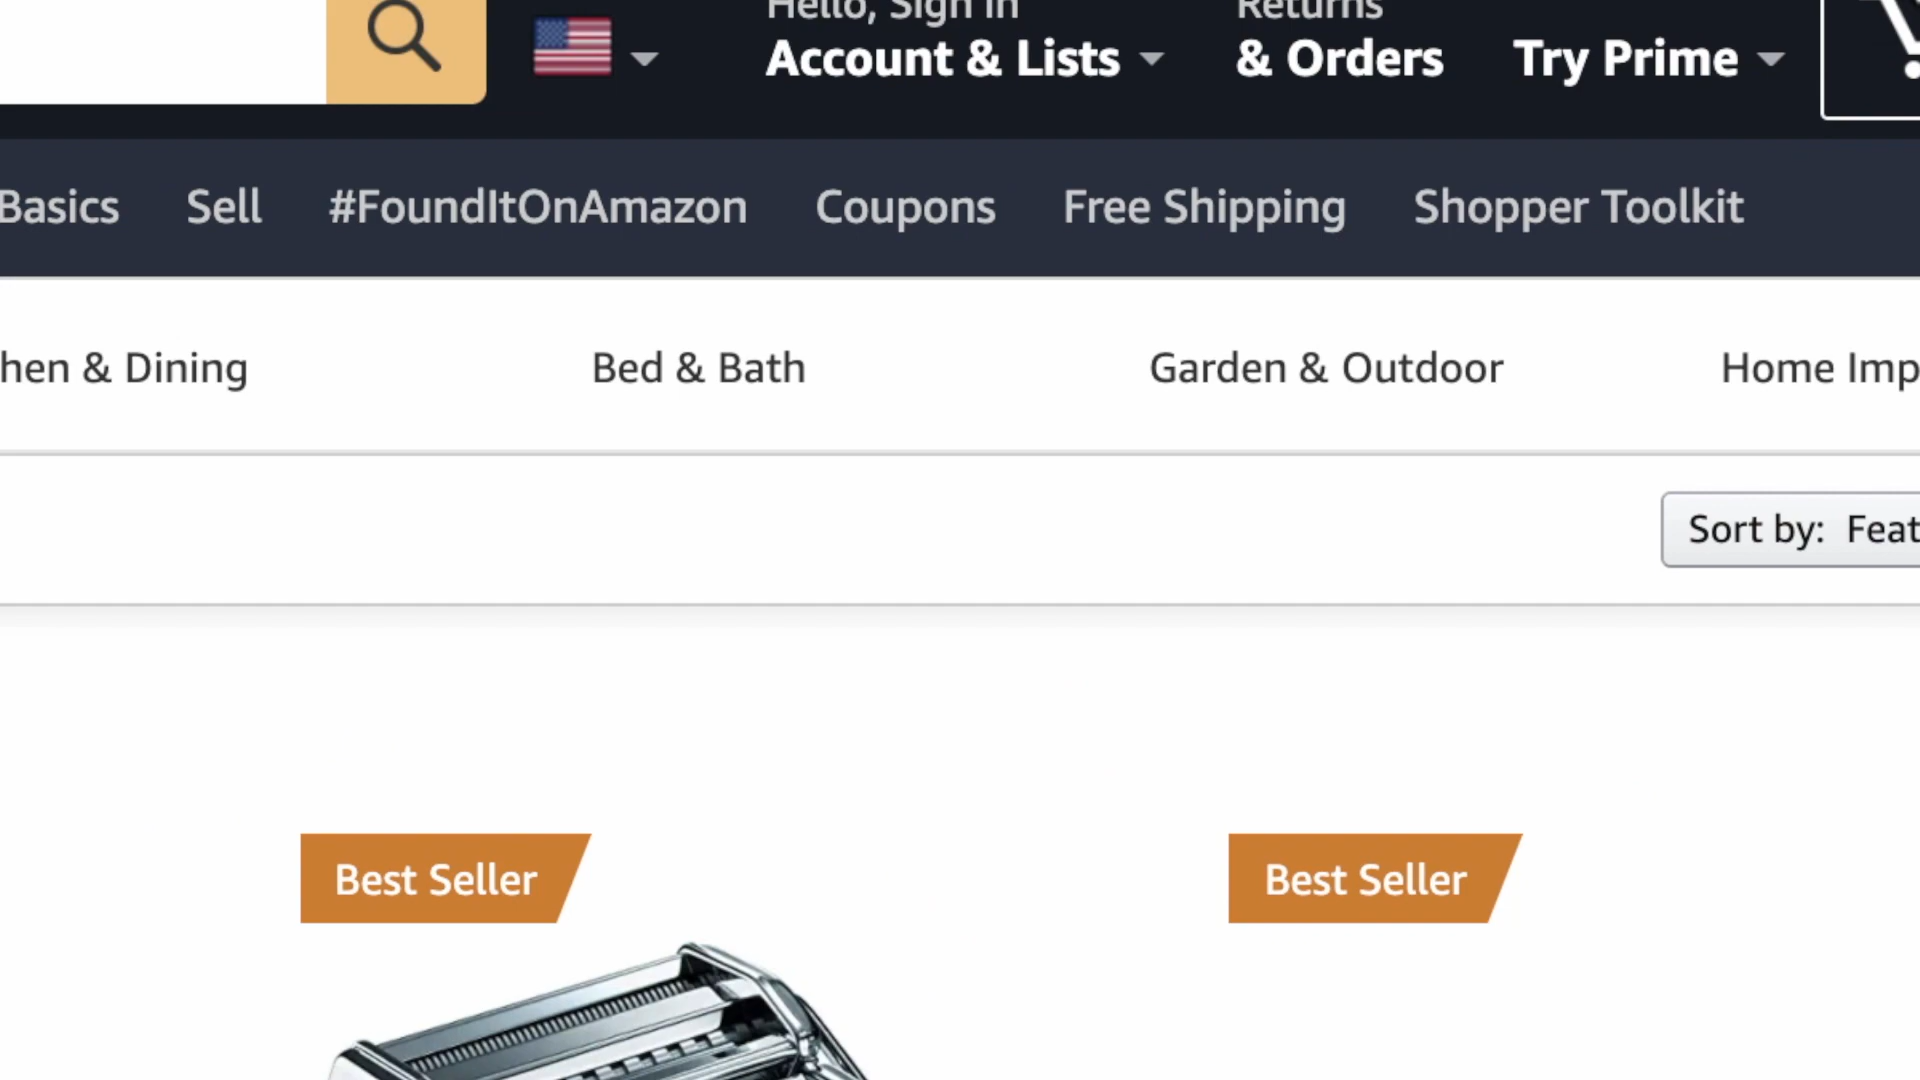 Hello, Sign in
Account & Lists
Returns
& Orders
Try Prime
Basics
Sell
#FoundItOnAmazon
Coupons
Free Shipping
Shopper Toolkit
hen & Dining
Bed & Bath
Garden & Outdoor
Home Imp
Sort by: Feat
Best Seller
Best Seller